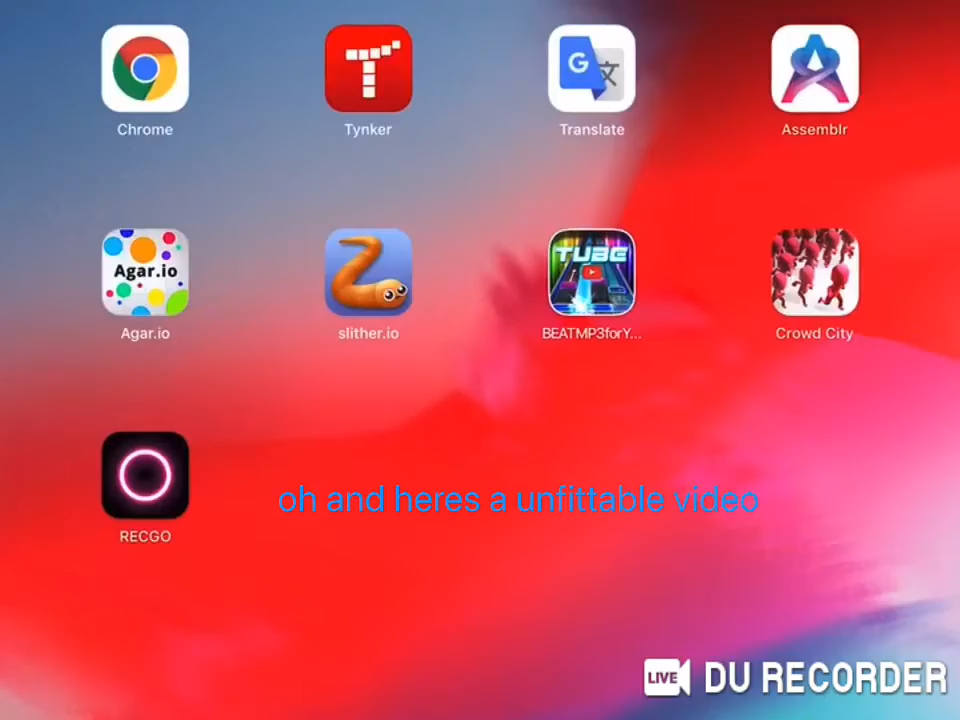 Chrome
Tynker
Translate
Assemblr
Agar.io
Agar.io
slither.io
TUBE
BEATMP3forY...
Crowd City
RECGO
oh and heres a unfittable video
LIVE DU RECORDER